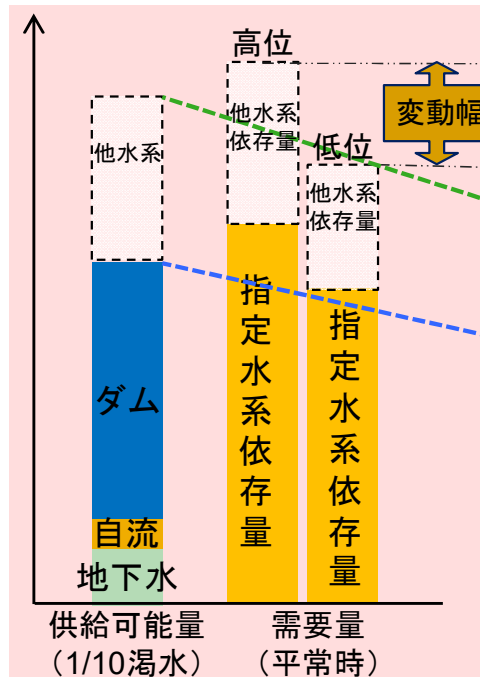 高位
変動幅
他水系
他水系
依存量
低位
他水系
依存量
ダム
自流
地下水
指定水系依存量
指定水系依存量
供給可能量
（1/10渇水）
需要量
（平常時）